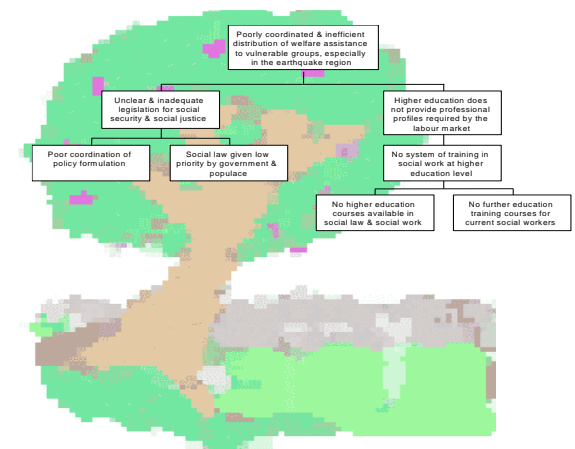 Poorly coordinated & inefficient
distribution of welfare assistance
to vulnerable groups, especially
in the earthquake region
Unclear & inadequate
legislation for social
security & social justice
Higher education does
not provide professional
profiles required by the
labour market
Poor coordination of
policy formulation
Social law given low
priority by government &
populace
No system of training in
social work at higher
education level
No higher education
courses available in
social law & social work
No further education
training courses for
current social workers